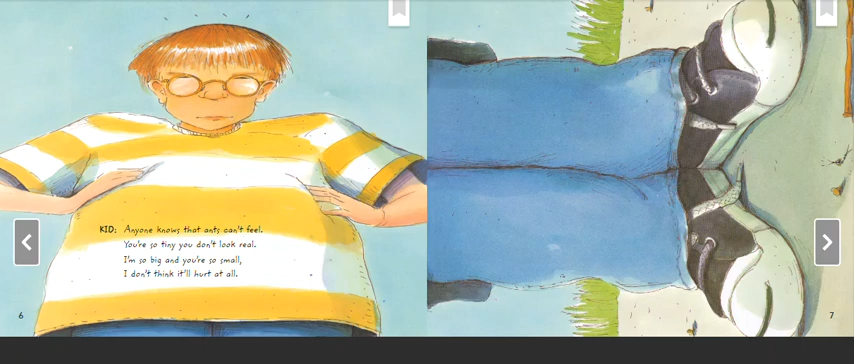 KID: Anyone knows that ants can't feel.
You're so tiny you don't look real.
I'm so big and you're so small,
I don't think it'll hurt at all.
6
7